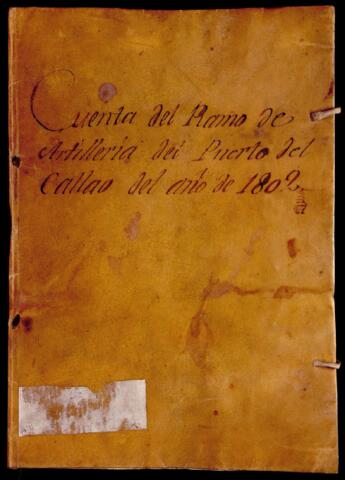 Cuenta del Ramo de
Artilleria del Puerto del
Callao del año de 1802